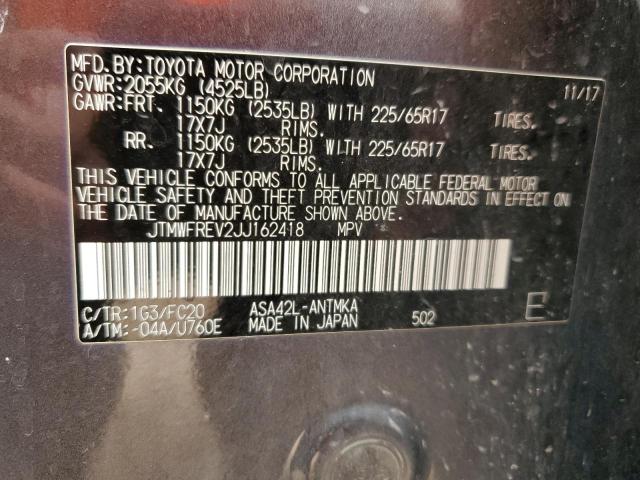 MFD.BY:TOYOTA MOTOR CORPORATION
GVWR:2055KG (4525LB) 11/17
GAWR:FRT. 1150KG (2535LB) WITH 225/65R17 TIRES.
17X7J RIMS.
RR. 1150KG (2535LB) WITH 225/65R17 TIRES.
17X7J RIMS.
THIS VEHICLE CONFORMS TO ALL APPLICABLE FEDERAL MOTOR
VEHICLE SAFETY AND THEFT PREVENTION STANDARDS IN EFFECT ON
THE DATE OF MANUFACTURE SHOWN ABOVE.
JTMWFREV2JJ162418 MPV
C/TR:1G3/FC20 ASA42L-ANTMKA E
A/TM:-04A/U760E MADE IN JAPAN 502